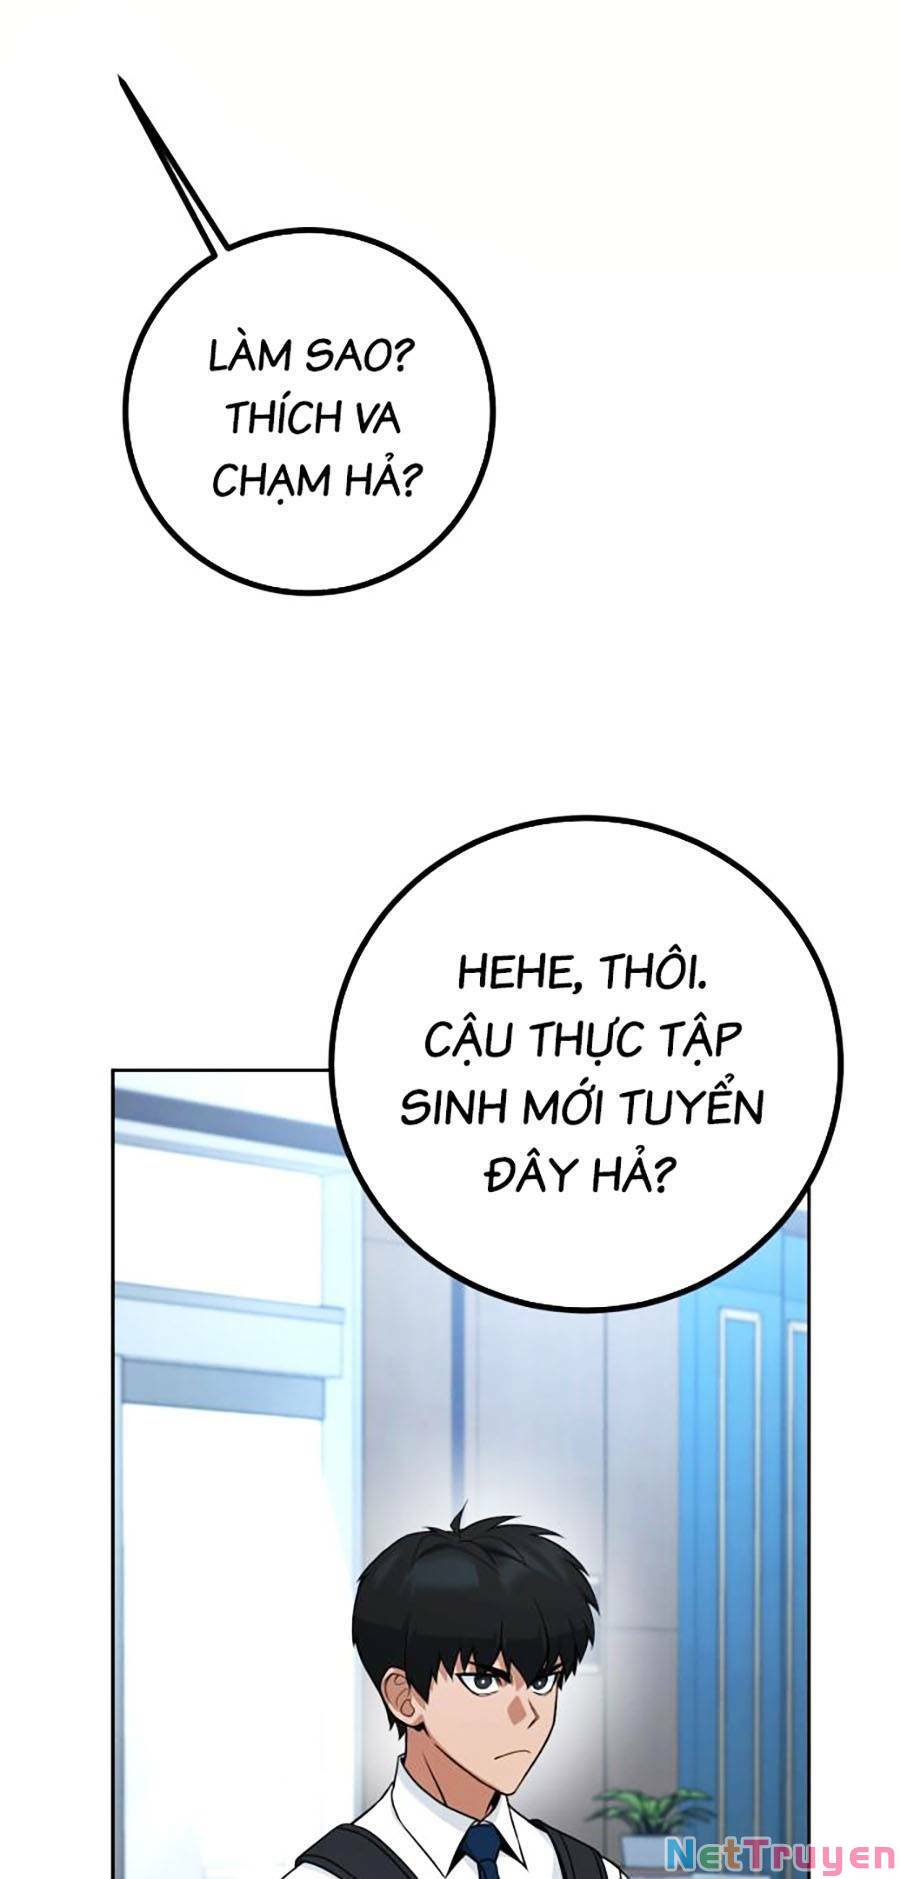 LÀM SAO?
THÍCH VA
CHẠM HẢ?
HEHE, THÔI.
CẬU THỰC TẬP
SINH MỚI TUYỂN
ĐÂY HẢ?
NetTruyen